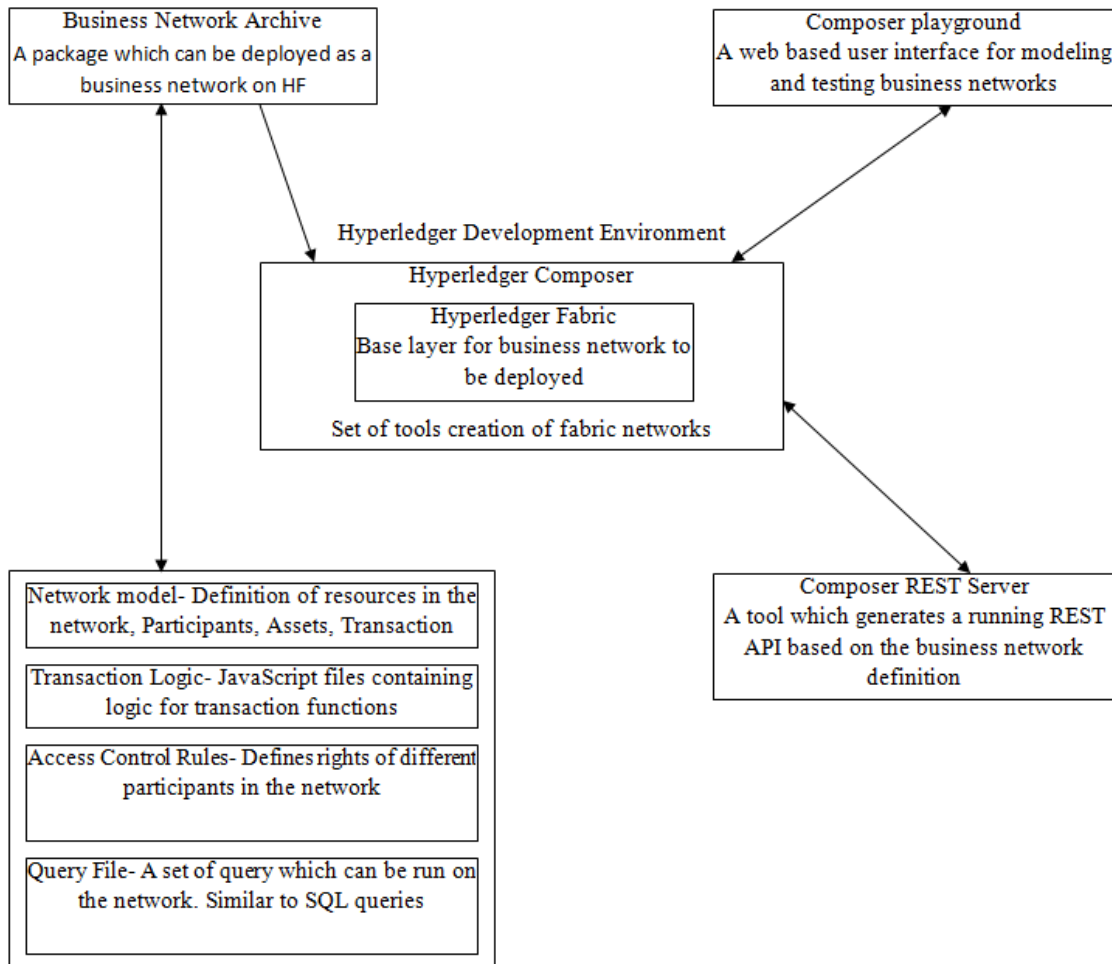 Business Network Archive
A package which can be deployed as a
business network on HF
Composer playground
A web based user interface for modeling
and testing business networks
Hyperledger Development Environment
Hyperledger Composer
Hyperledger Fabric
Base layer for business network to
be deployed
Set of tools creation of fabric networks
Network model- Definition of resources in the
network, Participants, Assets, Transaction
Transaction Logic- JavaScript files containing
logic for transaction functions
Access Control Rules- Defines rights of different
participants in the network
Query File- A set of query which can be run on
the network. Similar to SQL queries
Composer REST Server
A tool which generates a running REST
API based on the business network
definition